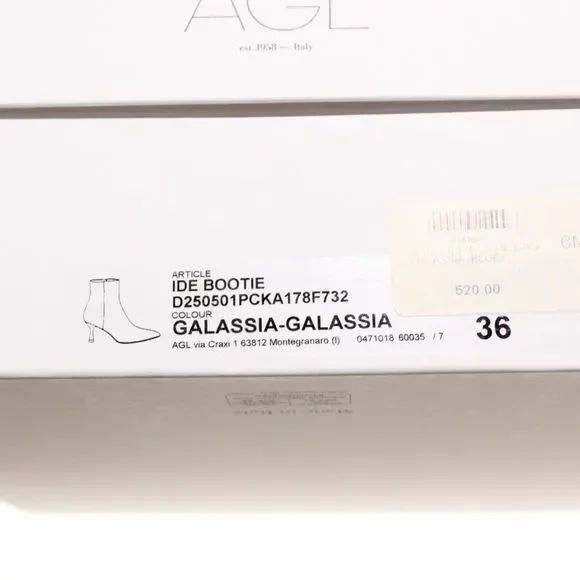 AGL
est. 1958 — Italy
ARTICLE
IDE BOOTIE
D250501PCKA178F732
COLOUR
GALASSIA-GALASSIA
AGL via Craxi 1 63812 Montegranaro (I) 0471018 60035 / 7
36
6M
520.00